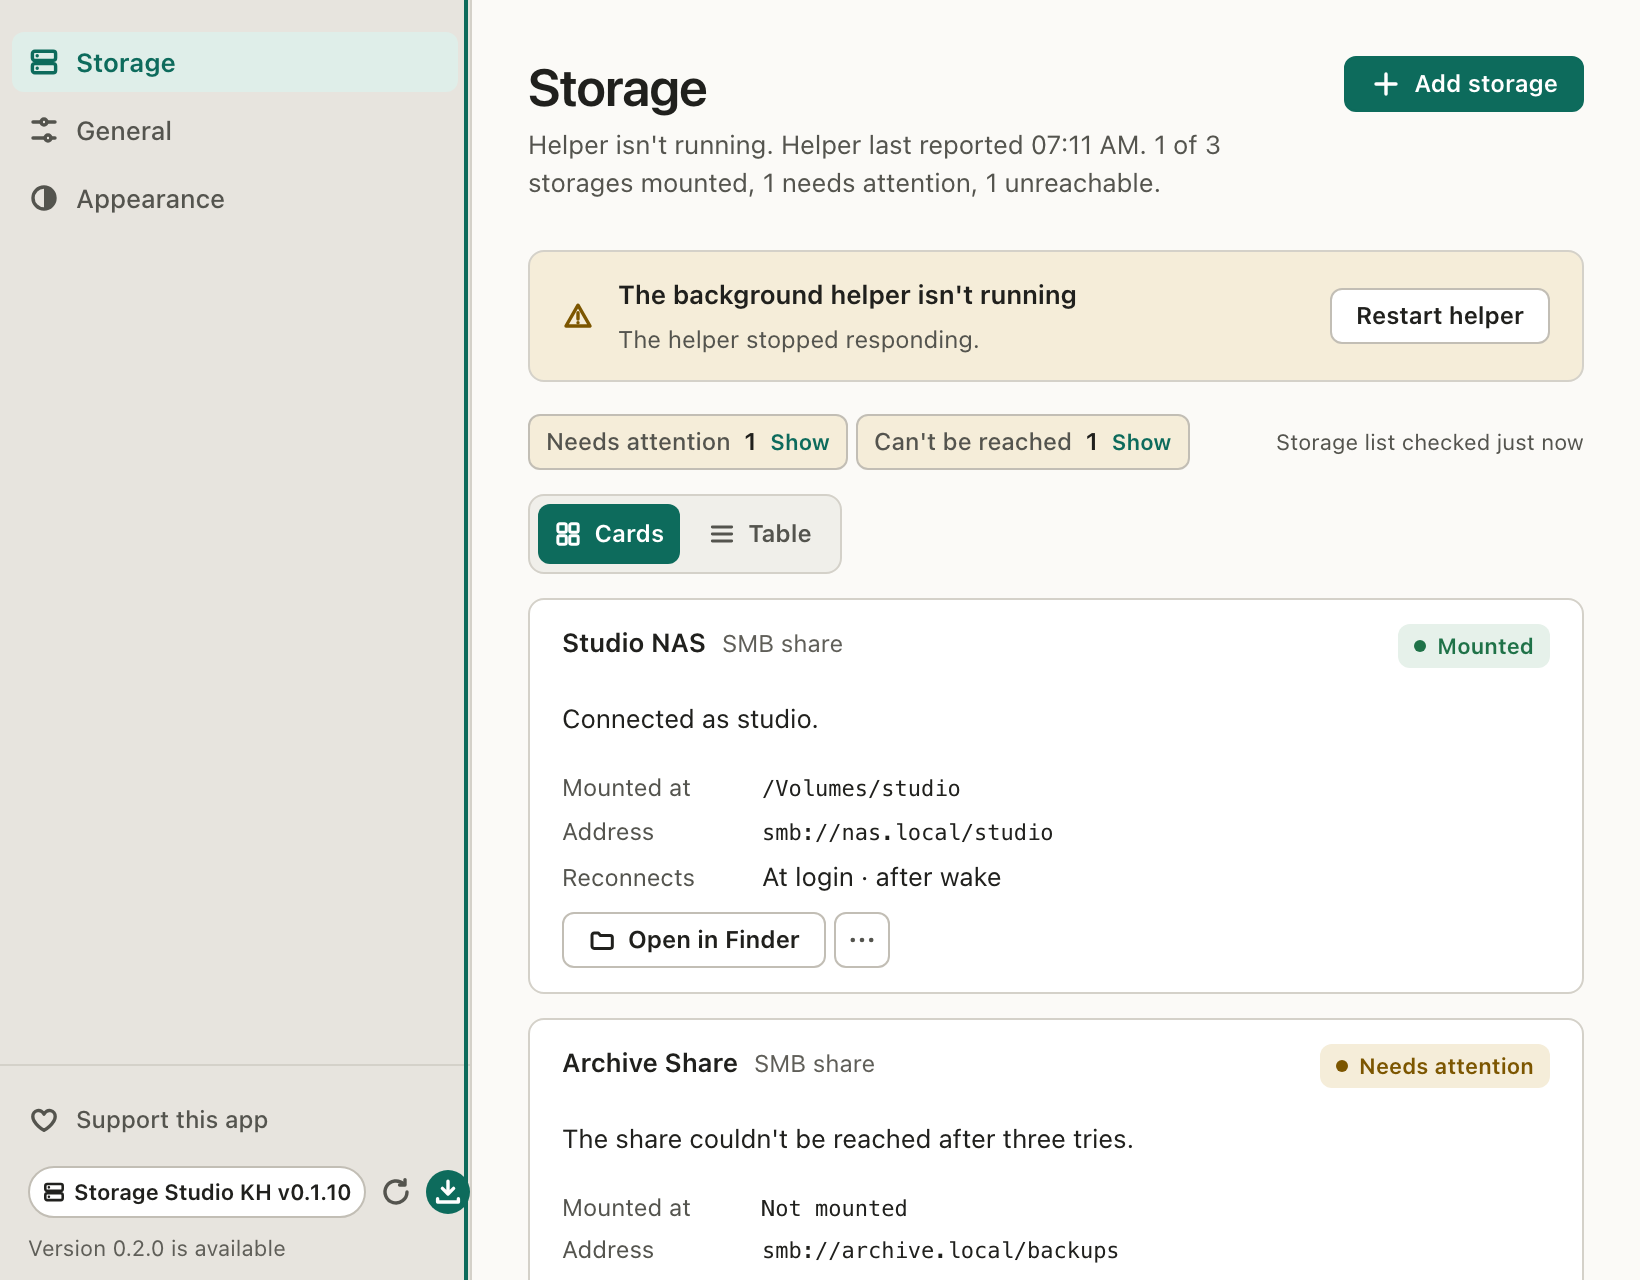 Storage
General
Appearance
Support this app
Storage Studio KH v0.1.10
Version 0.2.0 is available
Storage
Add storage
Helper isn't running. Helper last reported 07:11 AM. 1 of 3
storages mounted, 1 needs attention, 1 unreachable.
The background helper isn't running
The helper stopped responding.
Restart helper
Needs attention 1 Show
Can't be reached 1 Show
Storage list checked just now
Cards
Table
Studio NAS SMB share
Mounted
Connected as studio.
Mounted at /Volumes/studio
Address smb://nas.local/studio
Reconnects At login · after wake
Open in Finder
Archive Share SMB share
Needs attention
The share couldn't be reached after three tries.
Mounted at Not mounted
Address smb://archive.local/backups